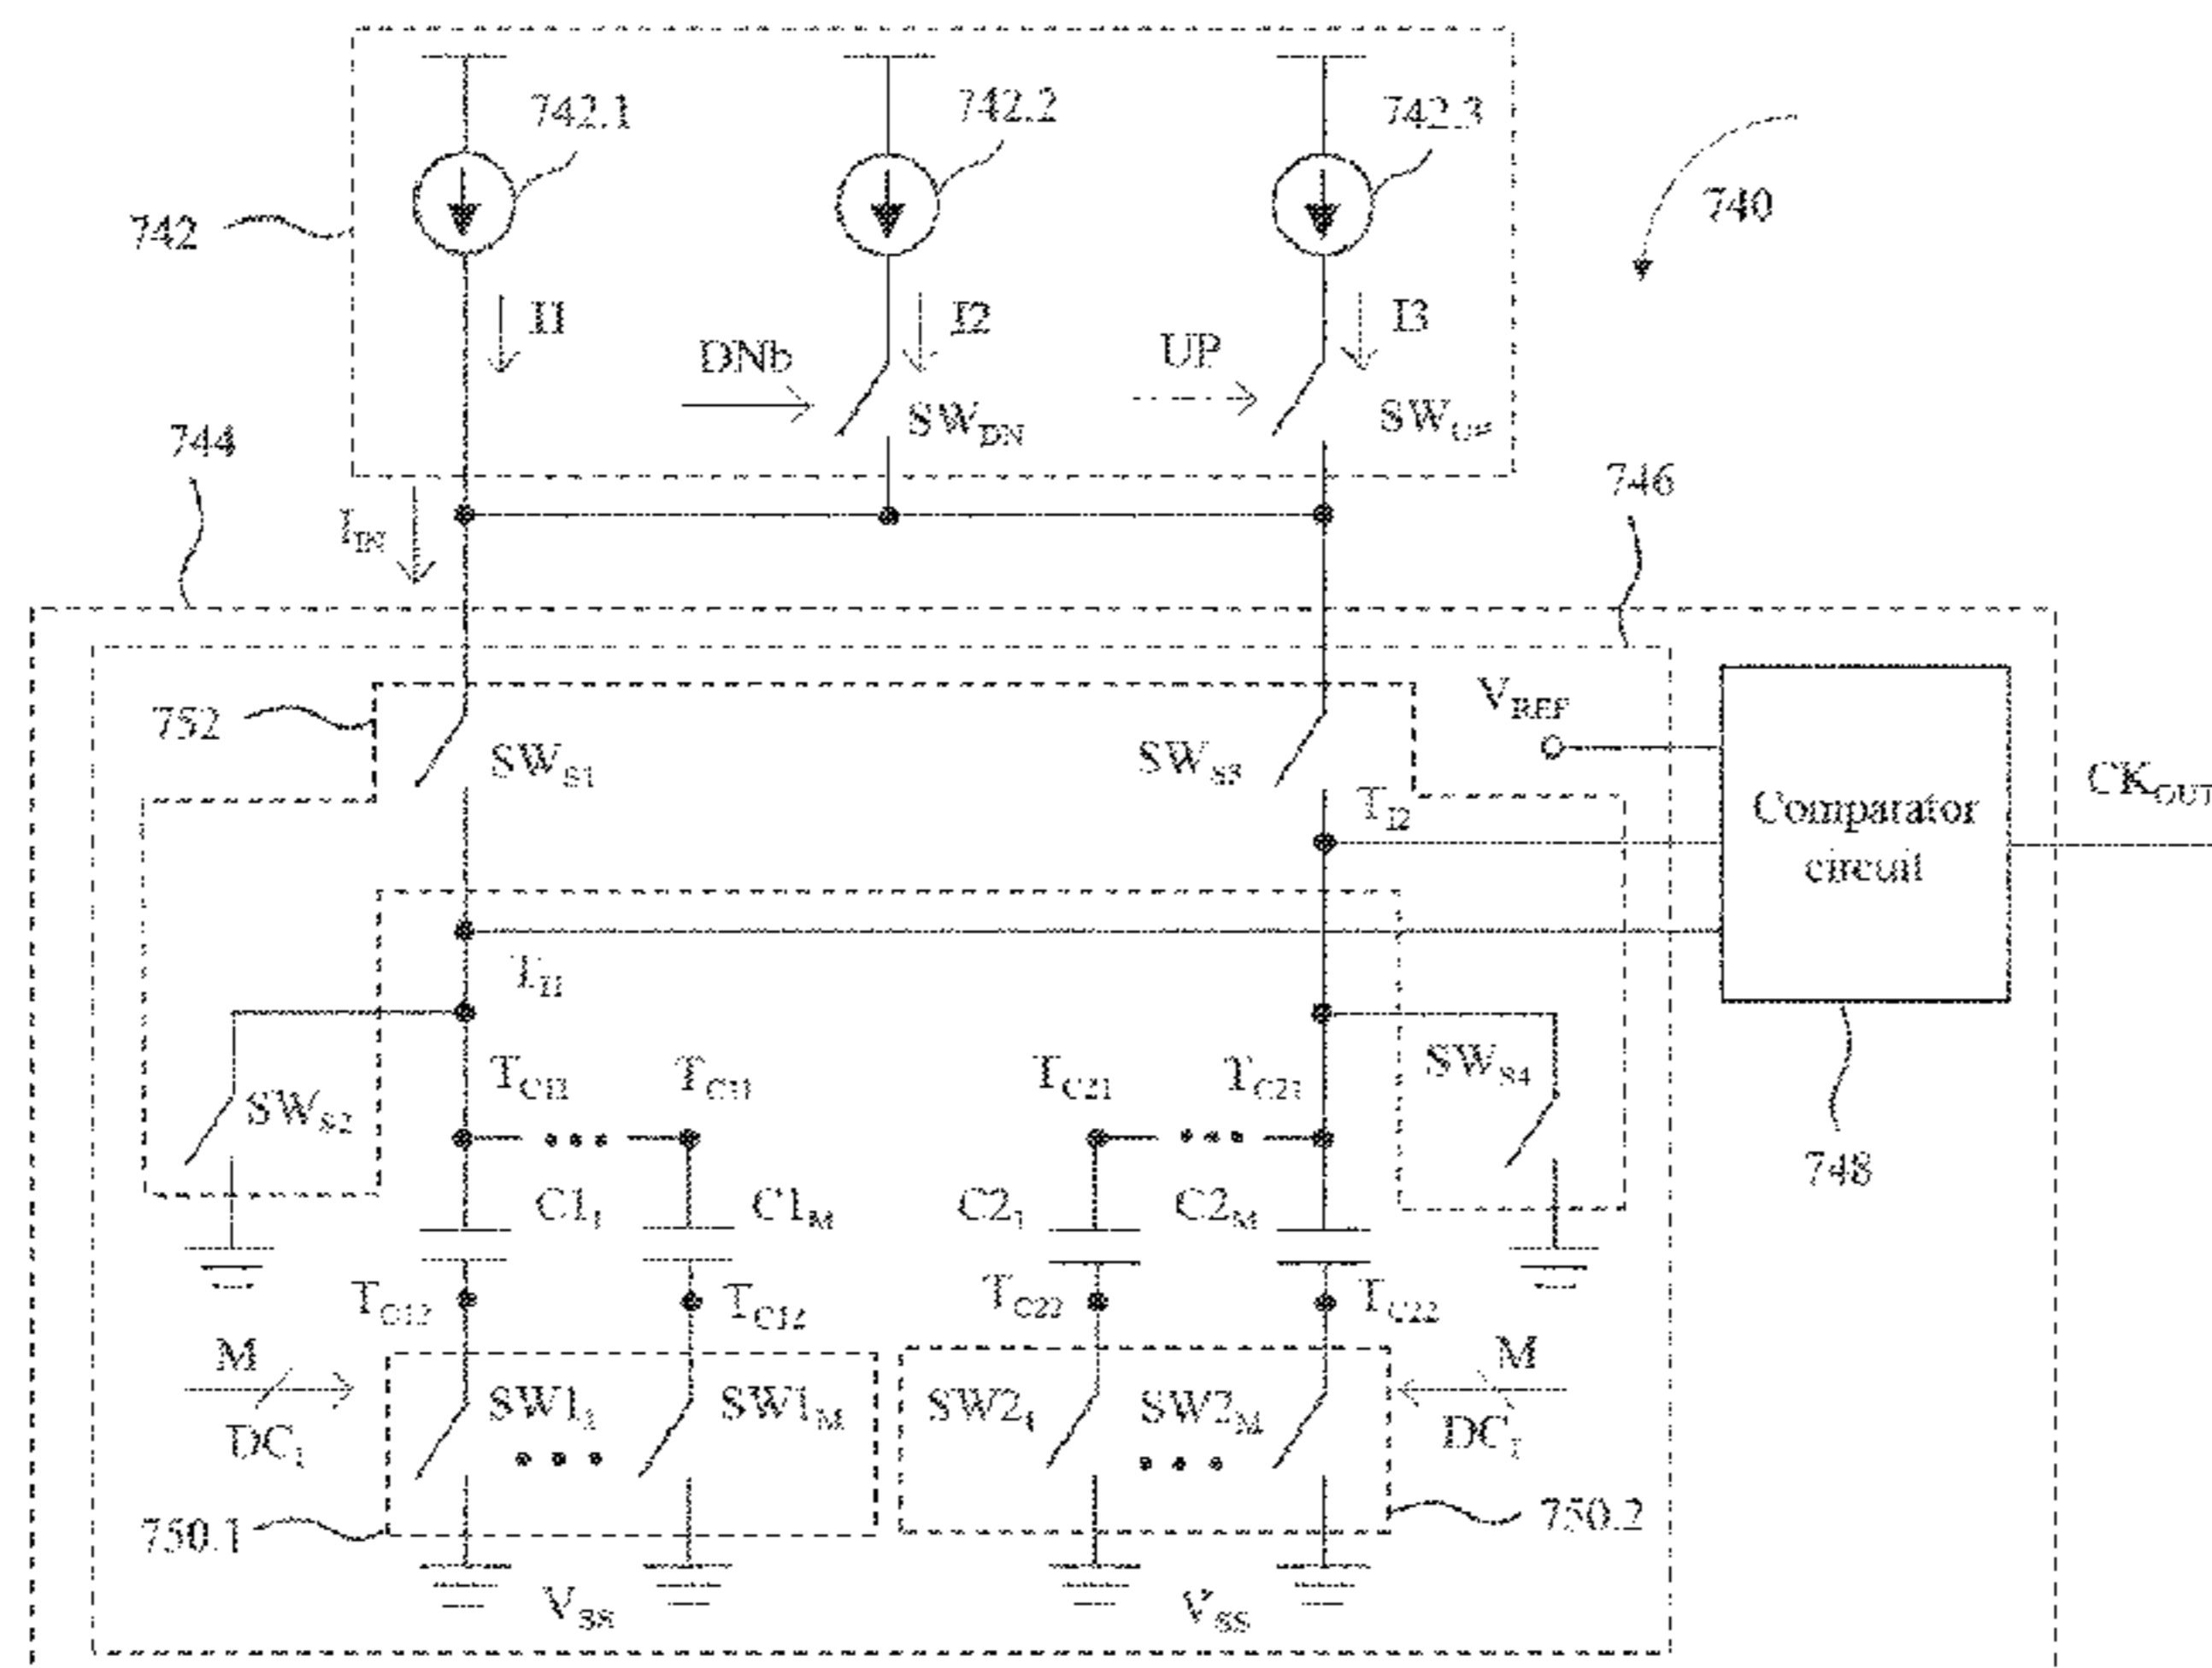 742.1
742.2
742.3
740
742
I1
I2
I3
DNb
UP
SW_DN
SW_UP
744
746
I_IN
752
V_REF
SW_S1
SW_S3
CK_OUT
T_I2
Comparator
circuit
T_I1
T_C11
T_C11
T_C21
T_C21
SW_S4
SW_S2
748
C1_1
C1_M
C2_1
C2_M
T_C12
T_C12
T_C22
T_C22
M
M
SW1_1
SW1_M
SW2_1
SW2_M
DC_I
DC_I
750.1
750.2
V_SS
V_SS